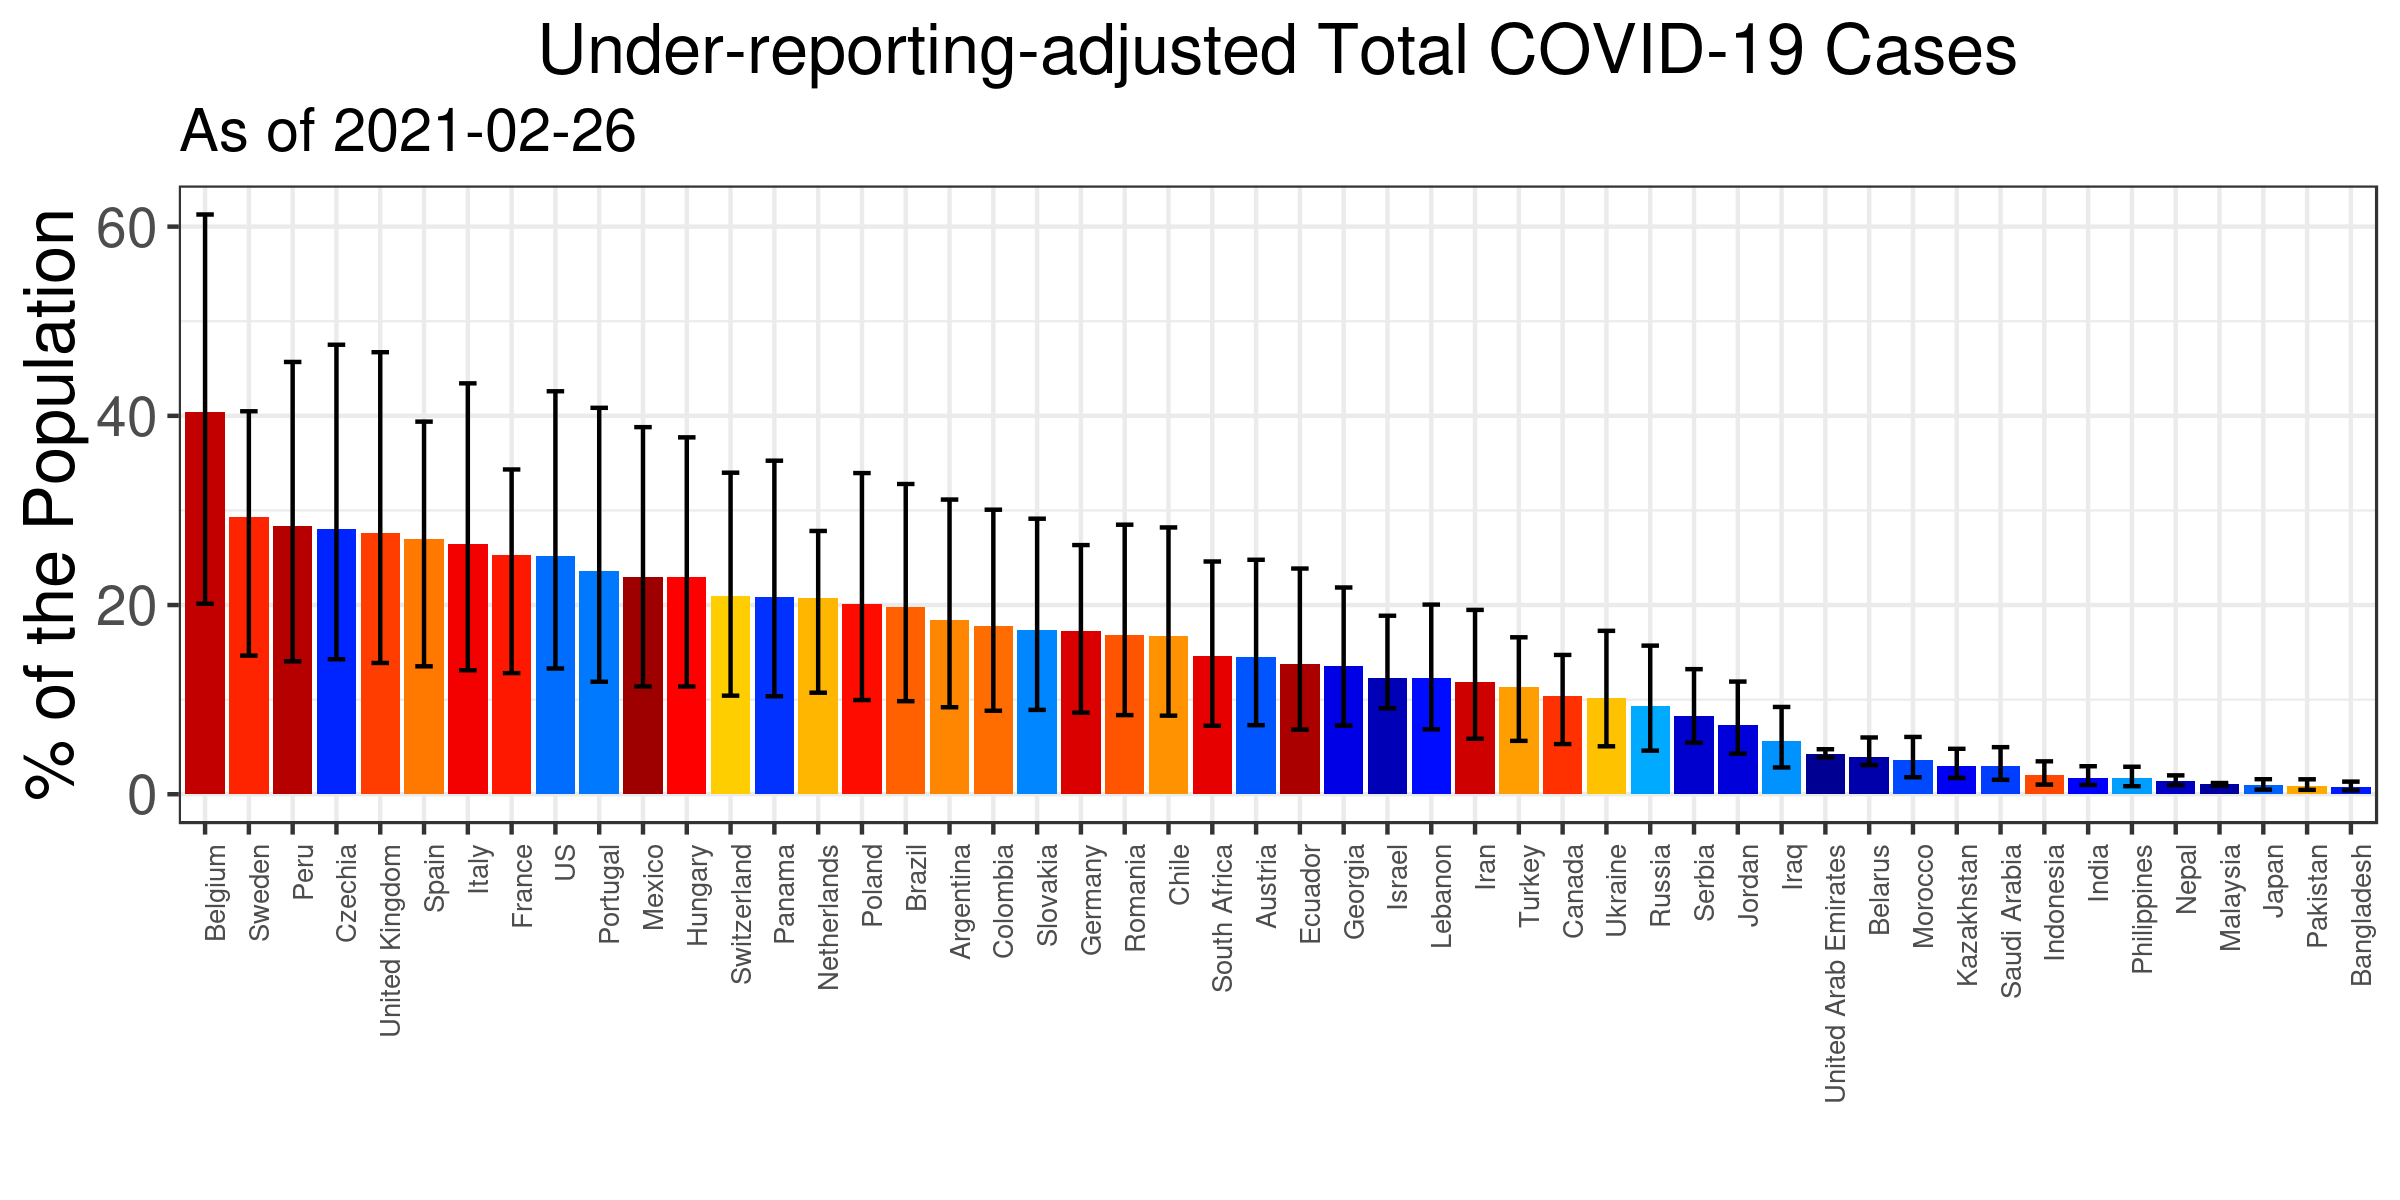 Under-reporting-adjusted Total COVID-19 Cases
As of 2021-02-26
% of the Population
60
40
20
0
Belgium
Sweden
Peru
Czechia
United Kingdom
Spain
Italy
France
US
Portugal
Mexico
Hungary
Switzerland
Panama
Netherlands
Poland
Brazil
Argentina
Colombia
Slovakia
Germany
Romania
Chile
South Africa
Austria
Ecuador
Georgia
Israel
Lebanon
Iran
Turkey
Canada
Ukraine
Russia
Serbia
Jordan
Iraq
United Arab Emirates
Belarus
Morocco
Kazakhstan
Saudi Arabia
Indonesia
India
Philippines
Nepal
Malaysia
Japan
Pakistan
Bangladesh